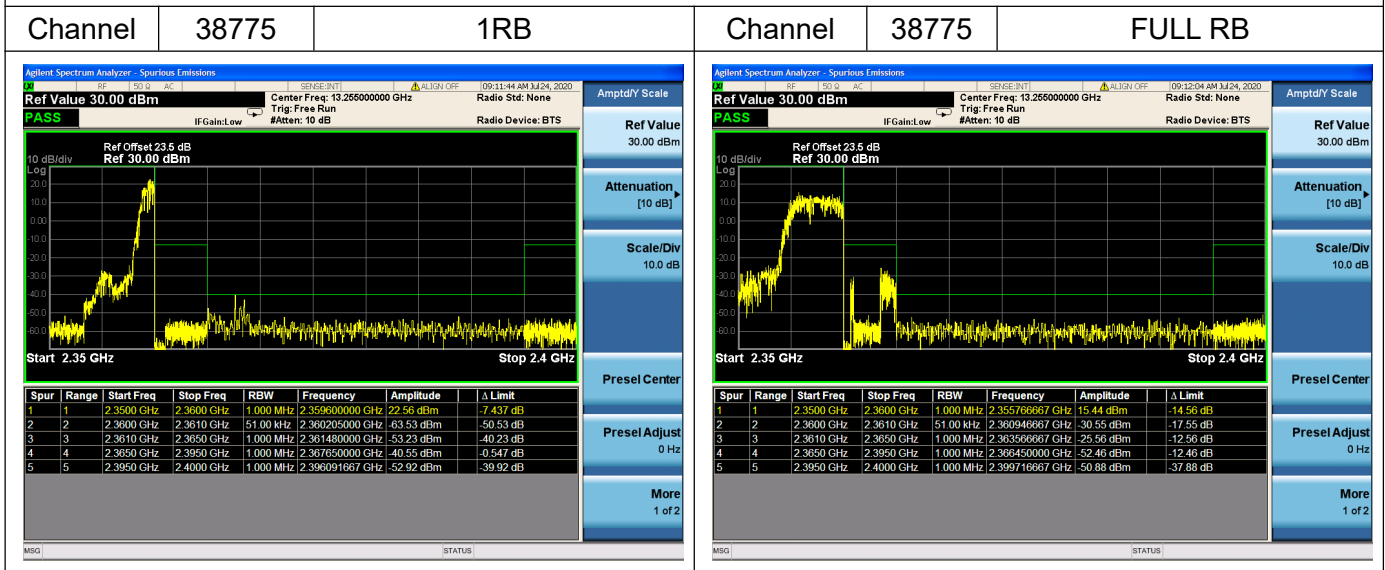 Channel 38775 1RB
Agilent Spectrum Analyzer - Spurious Emissions
LXI RF 50 Ω AC SENSE:INT ALIGN OFF 09:11:44 AM Jul 24, 2020
Ref Value 30.00 dBm Center Freq: 13.255000000 GHz Radio Std: None
Trig: Free Run
PASS IFGain:Low #Atten: 10 dB Radio Device: BTS
Ref Offset 23.5 dB
10 dB/div Ref 30.00 dBm
Log
20.0
10.0
0.00
-10.0
-20.0
-30.0
-40.0
-50.0
-60.0
Start 2.35 GHz Stop 2.4 GHz
Spur Range Start Freq Stop Freq RBW Frequency Amplitude Δ Limit
1 1 2.3500 GHz 2.3600 GHz 1.000 MHz 2.359600000 GHz 22.56 dBm -7.437 dB
2 2 2.3600 GHz 2.3610 GHz 51.00 kHz 2.360205000 GHz -63.53 dBm -50.53 dB
3 3 2.3610 GHz 2.3650 GHz 1.000 MHz 2.361480000 GHz -53.23 dBm -40.23 dB
4 4 2.3650 GHz 2.3950 GHz 1.000 MHz 2.367650000 GHz -40.55 dBm -0.547 dB
5 5 2.3950 GHz 2.4000 GHz 1.000 MHz 2.396091667 GHz -52.92 dBm -39.92 dB
MSG STATUS
Amptd/Y Scale
Ref Value
30.00 dBm
Attenuation
[10 dB]
Scale/Div
10.0 dB
Presel Center
Presel Adjust
0 Hz
More
1 of 2
Channel 38775 FULL RB
Agilent Spectrum Analyzer - Spurious Emissions
LXI RF 50 Ω AC SENSE:INT ALIGN OFF 09:12:04 AM Jul 24, 2020
Ref Value 30.00 dBm Center Freq: 13.255000000 GHz Radio Std: None
Trig: Free Run
PASS IFGain:Low #Atten: 10 dB Radio Device: BTS
Ref Offset 23.5 dB
10 dB/div Ref 30.00 dBm
Log
20.0
10.0
0.00
-10.0
-20.0
-30.0
-40.0
-50.0
-60.0
Start 2.35 GHz Stop 2.4 GHz
Spur Range Start Freq Stop Freq RBW Frequency Amplitude Δ Limit
1 1 2.3500 GHz 2.3600 GHz 1.000 MHz 2.355766667 GHz 15.44 dBm -14.56 dB
2 2 2.3600 GHz 2.3610 GHz 51.00 kHz 2.360946667 GHz -30.55 dBm -17.55 dB
3 3 2.3610 GHz 2.3650 GHz 1.000 MHz 2.363566667 GHz -25.56 dBm -12.56 dB
4 4 2.3650 GHz 2.3950 GHz 1.000 MHz 2.366450000 GHz -52.46 dBm -12.46 dB
5 5 2.3950 GHz 2.4000 GHz 1.000 MHz 2.399716667 GHz -50.88 dBm -37.88 dB
MSG STATUS
Amptd/Y Scale
Ref Value
30.00 dBm
Attenuation
[10 dB]
Scale/Div
10.0 dB
Presel Center
Presel Adjust
0 Hz
More
1 of 2